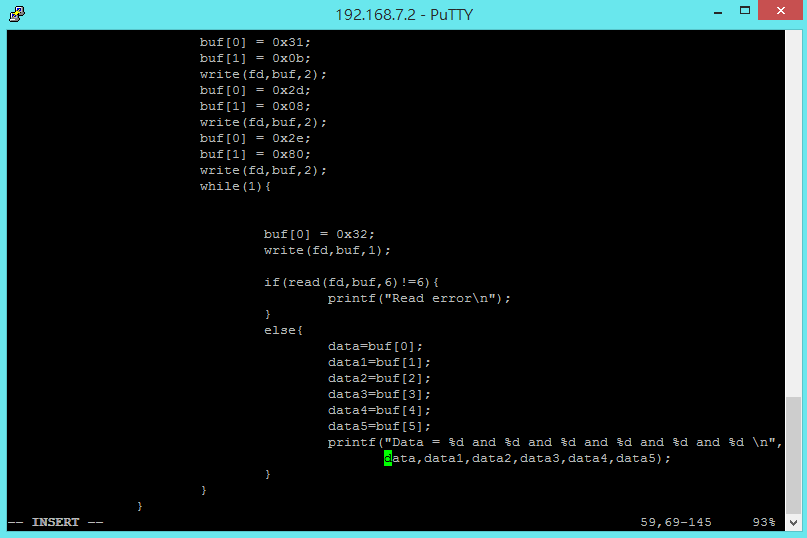 192.168.7.2 - PuTTY
buf[0] = 0x31;
buf[1] = 0x0b;
write(fd,buf,2);
buf[0] = 0x2d;
buf[1] = 0x08;
write(fd,buf,2);
buf[0] = 0x2e;
buf[1] = 0x80;
write(fd,buf,2);
while(1){
buf[0] = 0x32;
write(fd,buf,1);
if(read(fd,buf,6)!=6){
printf("Read error\n");
}
else{
data=buf[0];
data1=buf[1];
data2=buf[2];
data3=buf[3];
data4=buf[4];
data5=buf[5];
printf("Data = %d and %d and %d and %d and %d and %d \n",
data,data1,data2,data3,data4,data5);
}
}
}
-- INSERT -- 59,69-145 93%